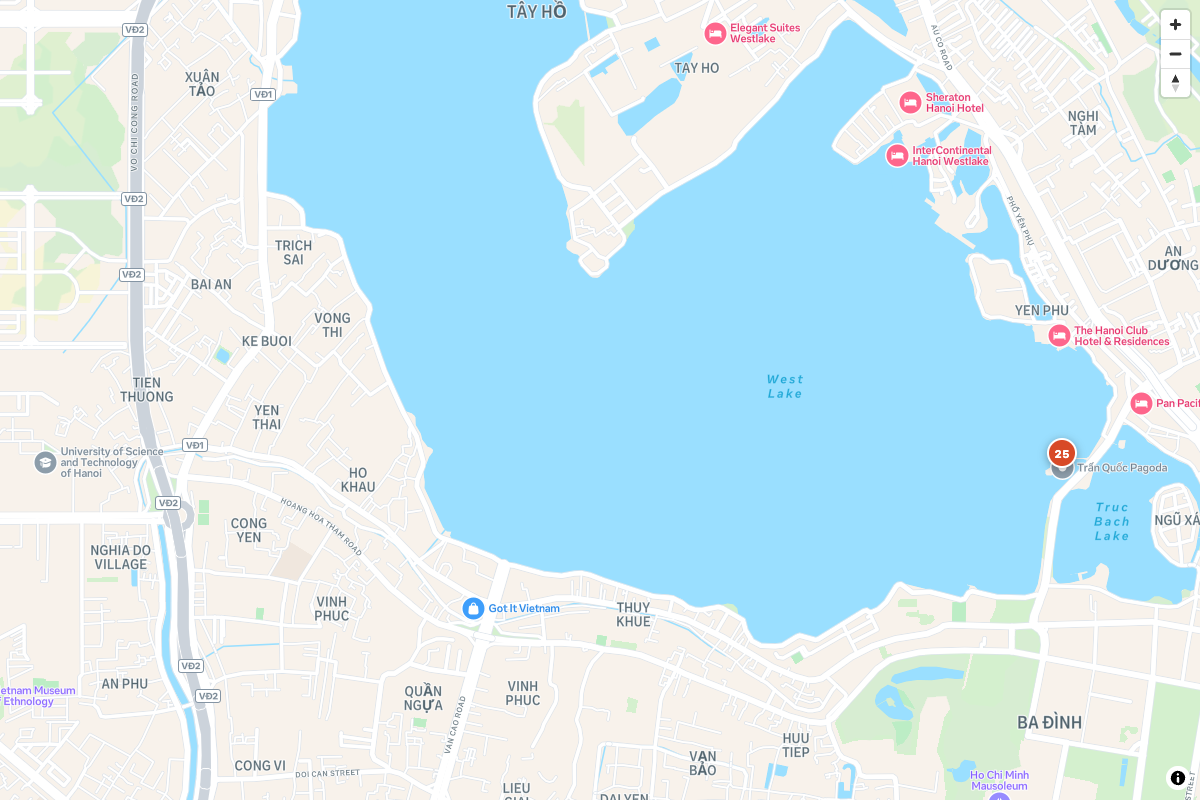 TÂY HỒ
VĐ2
Elegant Suites
Westlake
AU CO ROAD
TAY HO
XUÂN
TẢO
VĐ1
VO CHI CONG ROAD
Sheraton
Hanoi Hotel
NGHI
TÀM
InterContinental
Hanoi Westlake
VĐ2
PHỐ YÊN PHỤ
TRICH
SAI
AN
DƯƠNG
VĐ2
BAI AN
YEN PHU
VONG
THI
The Hanoi Club
Hotel & Residences
KE BUOI
West
Lake
TIEN
THUONG
Pan Pacif
YEN
THAI
VĐ1
University of Science
and Technology
of Hanoi
25
Trấn Quốc Pagoda
HO
KHAU
VĐ2
HOANG HOA THAM ROAD
Truc
Bach
Lake
NGŨ XÁ
CONG
YEN
NGHIA DO
VILLAGE
VINH
PHUC
Got It Vietnam
THUY
KHUE
VĐ2
AN PHU
etnam Museum
f Ethnology
VĐ2
QUẦN
NGỰA
VINH
PHUC
VAN CAO ROAD
BA ĐÌNH
HUU
TIEP
CONG VI
DOI CAN STREET
VẠN
BẢO
Ho Chi Minh
Mausoleum
LIEU
GIAI
DAI YEN
STREET